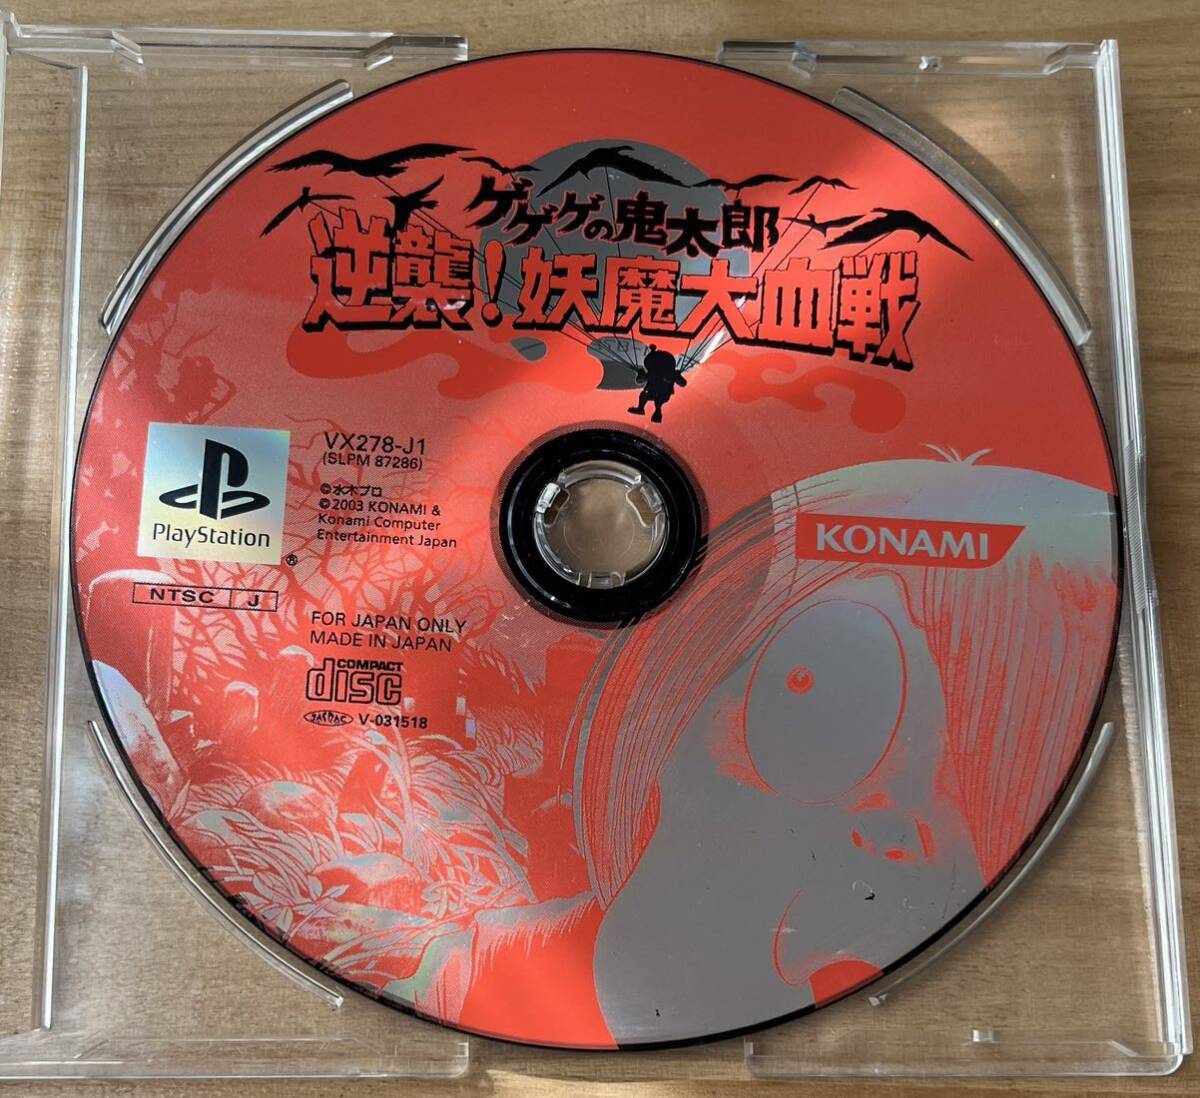 ゲゲゲの鬼太郎
逆襲！妖魔大血戦
VX278-J1
(SLPM 87286)
©水木プロ
©2003 KONAMI &
Konami Computer
Entertainment Japan
PlayStation
®
NTSC J
FOR JAPAN ONLY
MADE IN JAPAN
COMPACT
disc
JASRAC V-031518
KONAMI